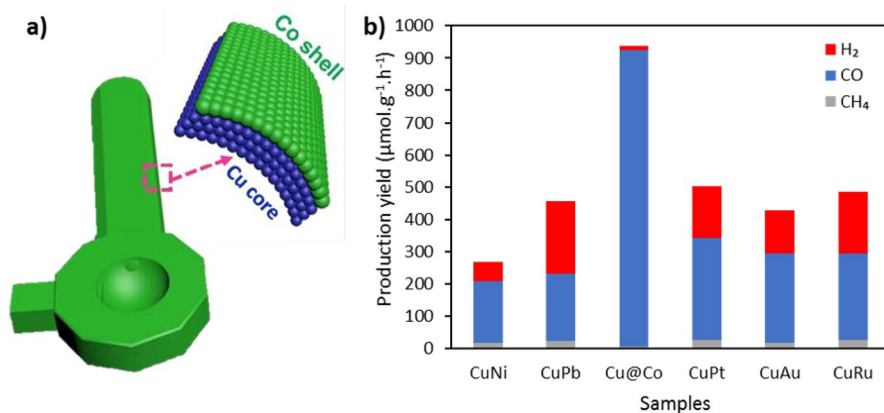 a)
Co shell
Cu core
b)
Production yield (µmol.g⁻¹.h⁻¹)
1000
900
800
700
600
500
400
300
200
100
0
H₂
CO
CH₄
CuNi CuPb Cu@Co CuPt CuAu CuRu
Samples